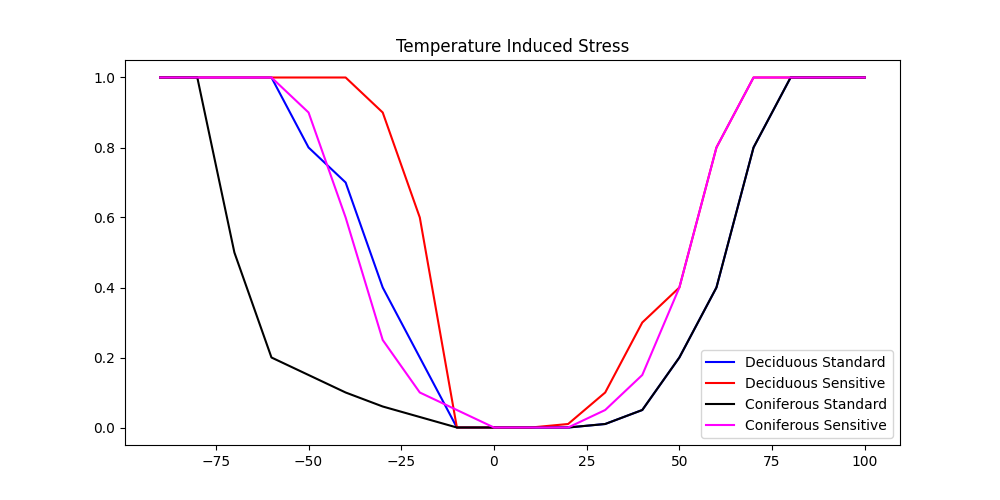 Temperature Induced Stress
1.0
0.8
0.6
0.4
0.2
0.0
−75 −50 −25 0 25 50 75 100
Deciduous Standard
Deciduous Sensitive
Coniferous Standard
Coniferous Sensitive